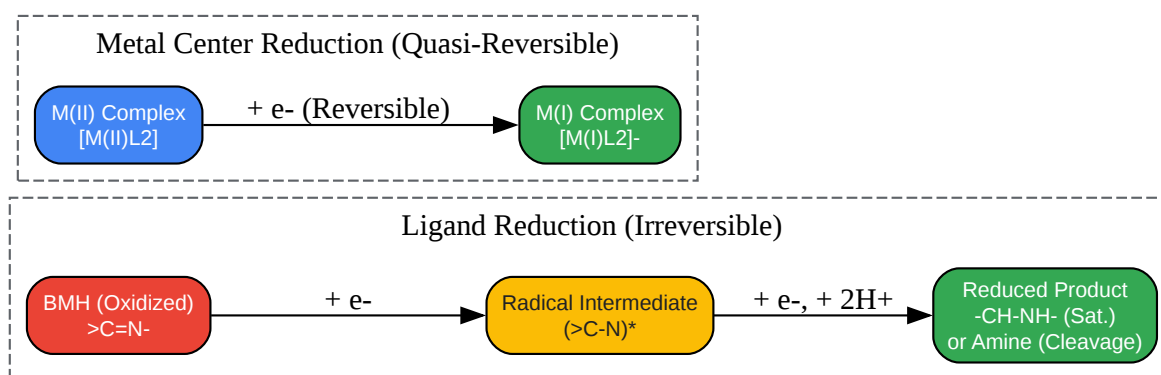 Metal Center Reduction (Quasi-Reversible)
M(II) Complex
[M(II)L2]
+ e- (Reversible)
M(I) Complex
[M(I)L2]-
Ligand Reduction (Irreversible)
BMH (Oxidized)
>C=N-
+ e-
Radical Intermediate
(>C-N)*
+ e-, + 2H+
Reduced Product
-CH-NH- (Sat.)
or Amine (Cleavage)